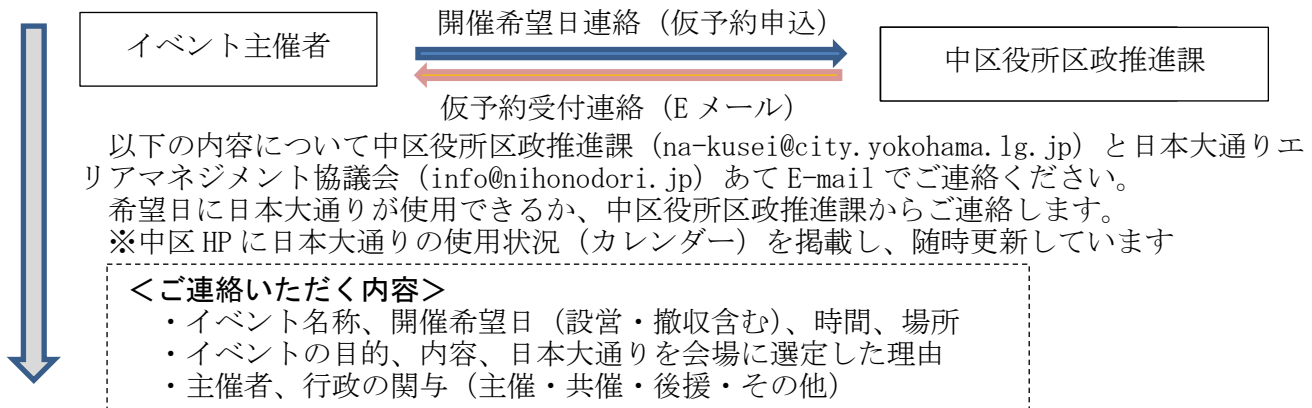 開催希望日連絡（仮予約申込）
イベント主催者
中区役所区政推進課
仮予約受付連絡（E メール）
以下の内容について中区役所区政推進課（na-kusei@city.yokohama.lg.jp）と日本大通りエ
リアマネジメント協議会（info@nihonodori.jp）あて E-mail でご連絡ください。
希望日に日本大通りが使用できるか、中区役所区政推進課からご連絡します。
※中区 HP に日本大通りの使用状況（カレンダー）を掲載し、随時更新しています
＜ご連絡いただく内容＞
・イベント名称、開催希望日（設営・撤収含む）、時間、場所
・イベントの目的、内容、日本大通りを会場に選定した理由
・主催者、行政の関与（主催・共催・後援・その他）